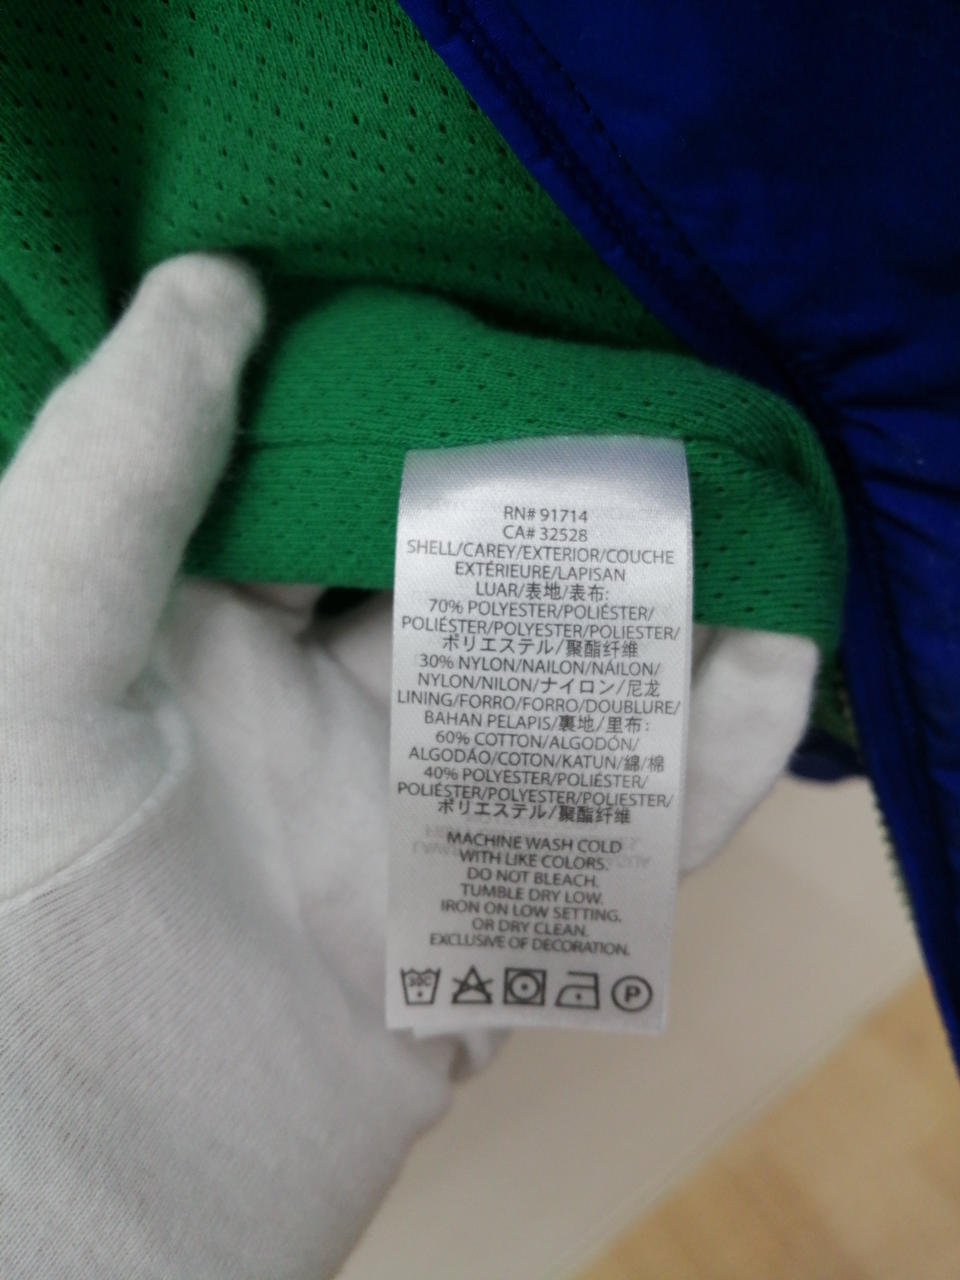 RN# 91714
CA# 32528
SHELL/CAREY/EXTERIOR/COUCHE
EXTÉRIEURE/LAPISAN
LUAR/表地/表布:
70% POLYESTER/POLIÉSTER/
POLIÉSTER/POLYESTER/POLIESTER/
ポリエステル/聚酯纤维
30% NYLON/NAILON/NÁILON/
NYLON/NILON/ナイロン/尼龙
LINING/FORRO/FORRO/DOUBLURE/
BAHAN PELAPIS/裏地/里布:
60% COTTON/ALGODÓN/
ALGODÃO/COTON/KATUN/綿/棉
40% POLYESTER/POLIÉSTER/
POLIÉSTER/POLYESTER/POLIESTER/
ポリエステル/聚酯纤维
MACHINE WASH COLD
WITH LIKE COLORS.
DO NOT BLEACH.
TUMBLE DRY LOW.
IRON ON LOW SETTING.
OR DRY CLEAN.
EXCLUSIVE OF DECORATION.
30C P